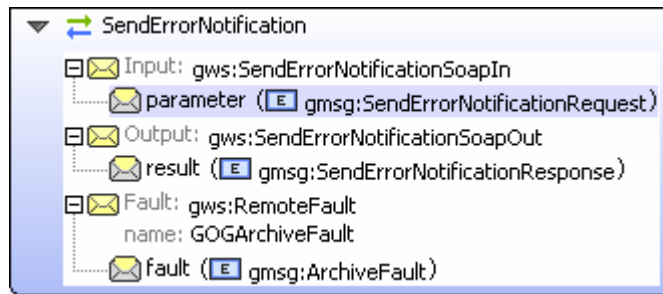 SendErrorNotification
Input: gws:SendErrorNotificationSoapIn
parameter (E gmsg:SendErrorNotificationRequest)
Output: gws:SendErrorNotificationSoapOut
result (E gmsg:SendErrorNotificationResponse)
Fault: gws:RemoteFault
name: GOGArchiveFault
fault (E gmsg:ArchiveFault)